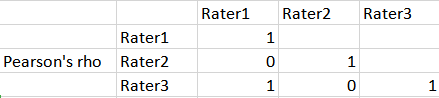 Rater1 Rater2 Rater3
Rater1 1
Pearson's rho Rater2 0 1
Rater3 1 0 1